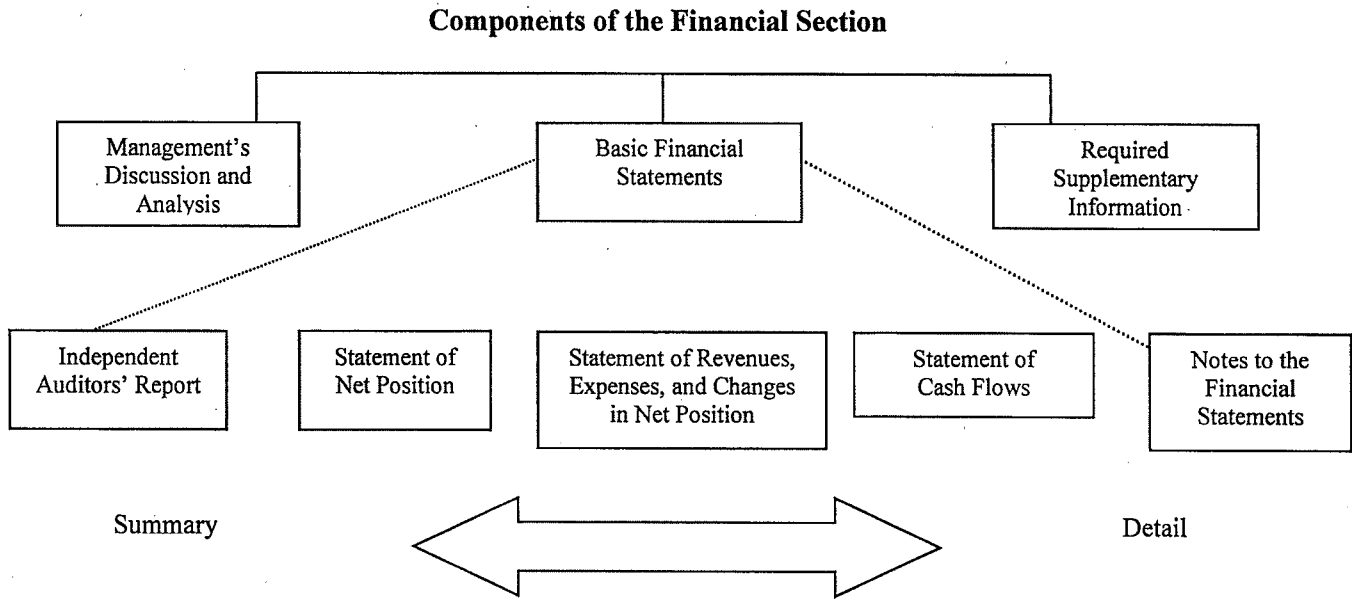 Components of the Financial Section
Management's
Discussion and
Analysis
Basic Financial
Statements
Required
Supplementary
Information
Independent
Auditors' Report
Statement of
Net Position
Statement of Revenues,
Expenses, and Changes
in Net Position
Statement of
Cash Flows
Notes to the
Financial
Statements
Summary
Detail